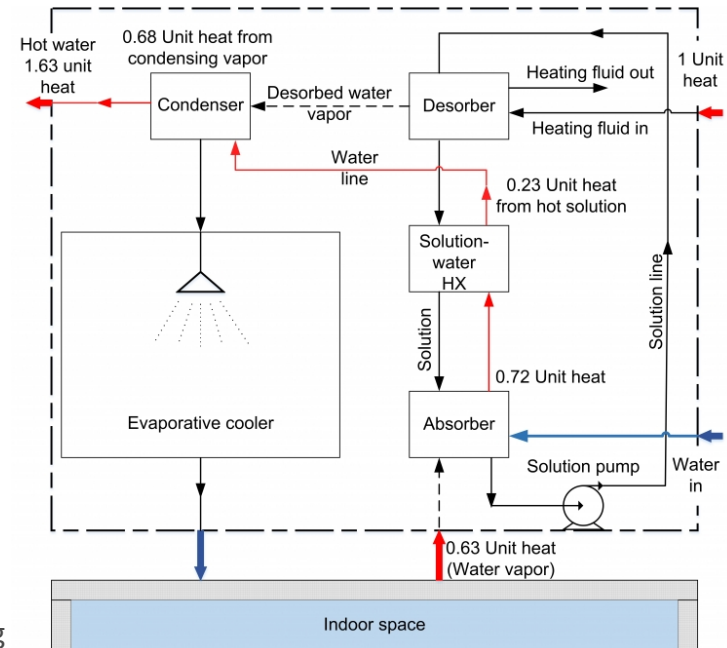 Hot water
1.63 unit
heat
0.68 Unit heat from
condensing vapor
Condenser
Desorbed water
vapor
Desorber
Heating fluid out
Heating fluid in
1 Unit
heat
Water
line
0.23 Unit heat
from hot solution
Solution-
water
HX
Solution
Solution line
0.72 Unit heat
Evaporative cooler
Absorber
Solution pump
Water
in
0.63 Unit heat
(Water vapor)
Indoor space
g